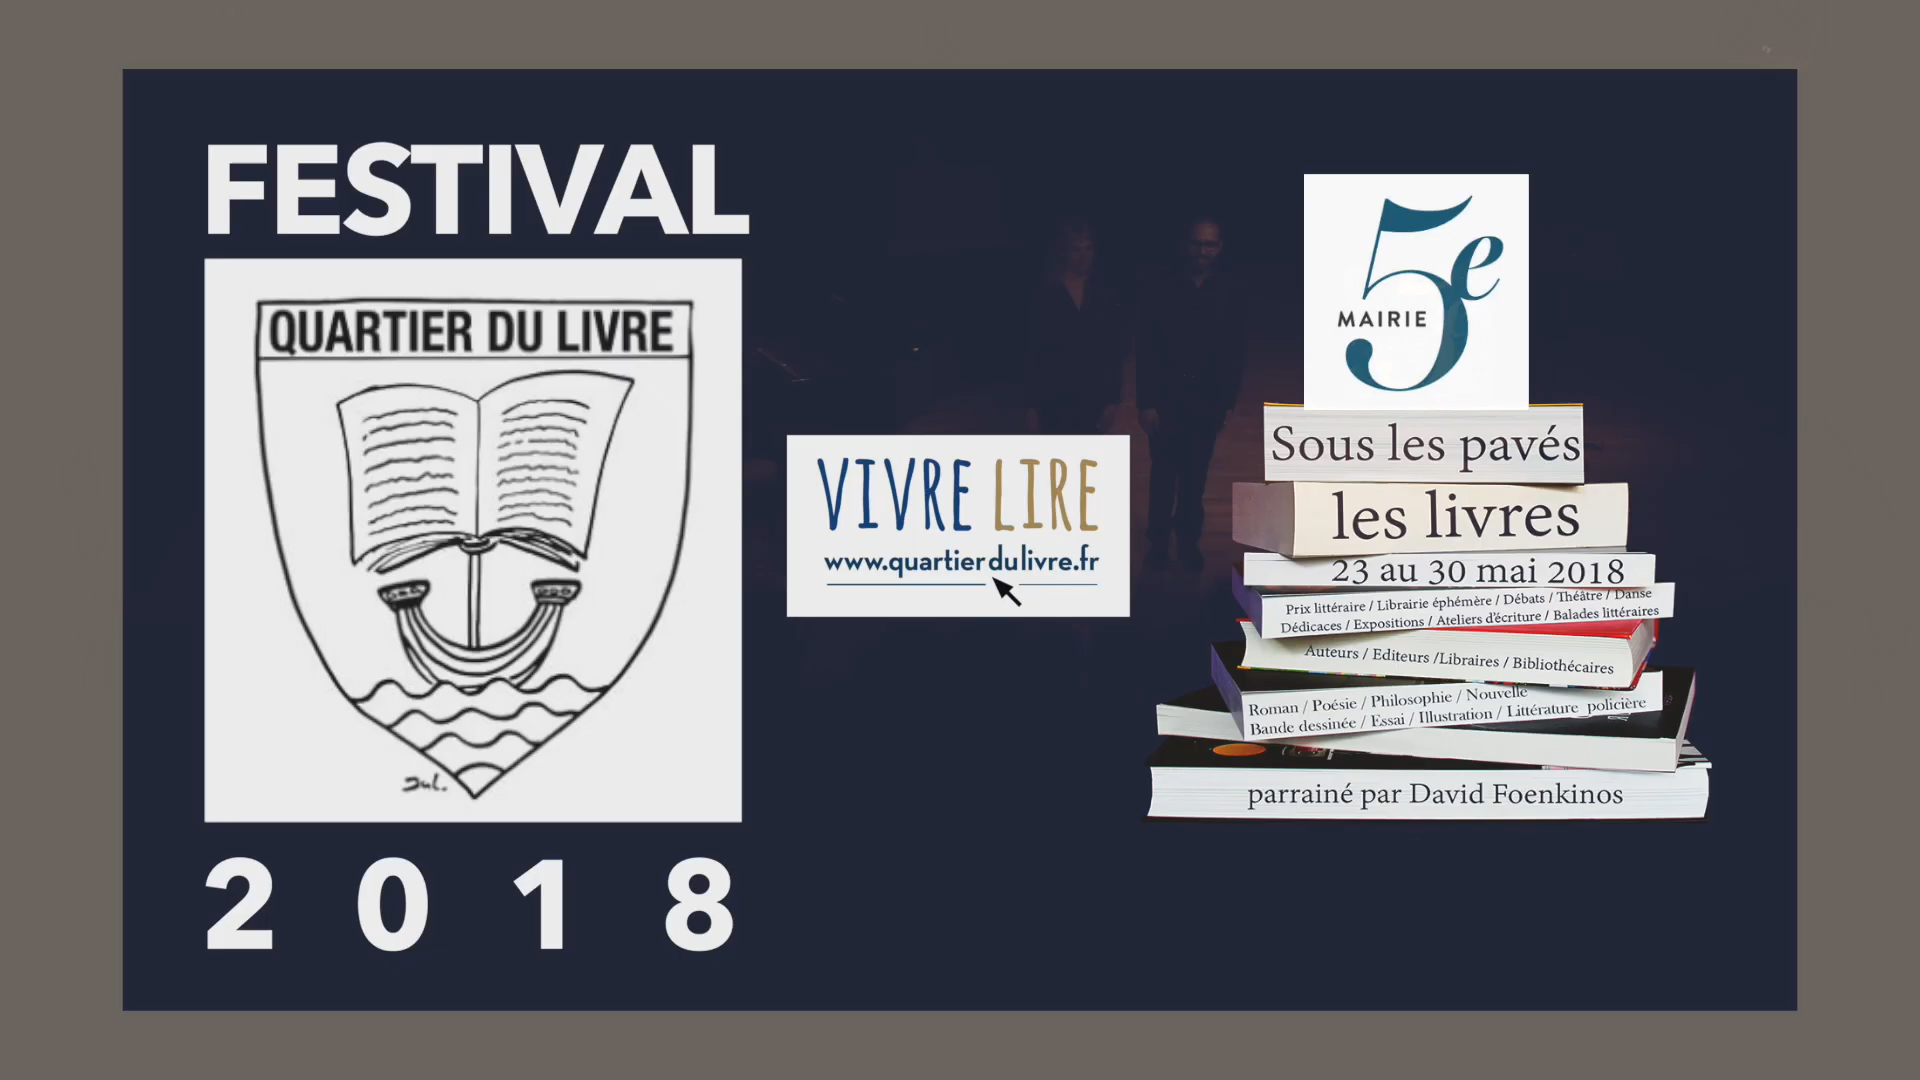 FESTIVAL
QUARTIER DU LIVRE
Jul.
2 0 1 8
VIVRE LIRE
www.quartierdulivre.fr
5e
MAIRIE
Sous les pavés
les livres
23 au 30 mai 2018
Prix littéraire / Librairie éphémère / Débats / Théâtre / Danse
Dédicaces / Expositions / Ateliers d'écriture / Balades littéraires
Auteurs / Editeurs /Libraires / Bibliothécaires
Roman / Poésie / Philosophie / Nouvelle
Bande dessinée / Essai / Illustration / Littérature policière
parrainé par David Foenkinos